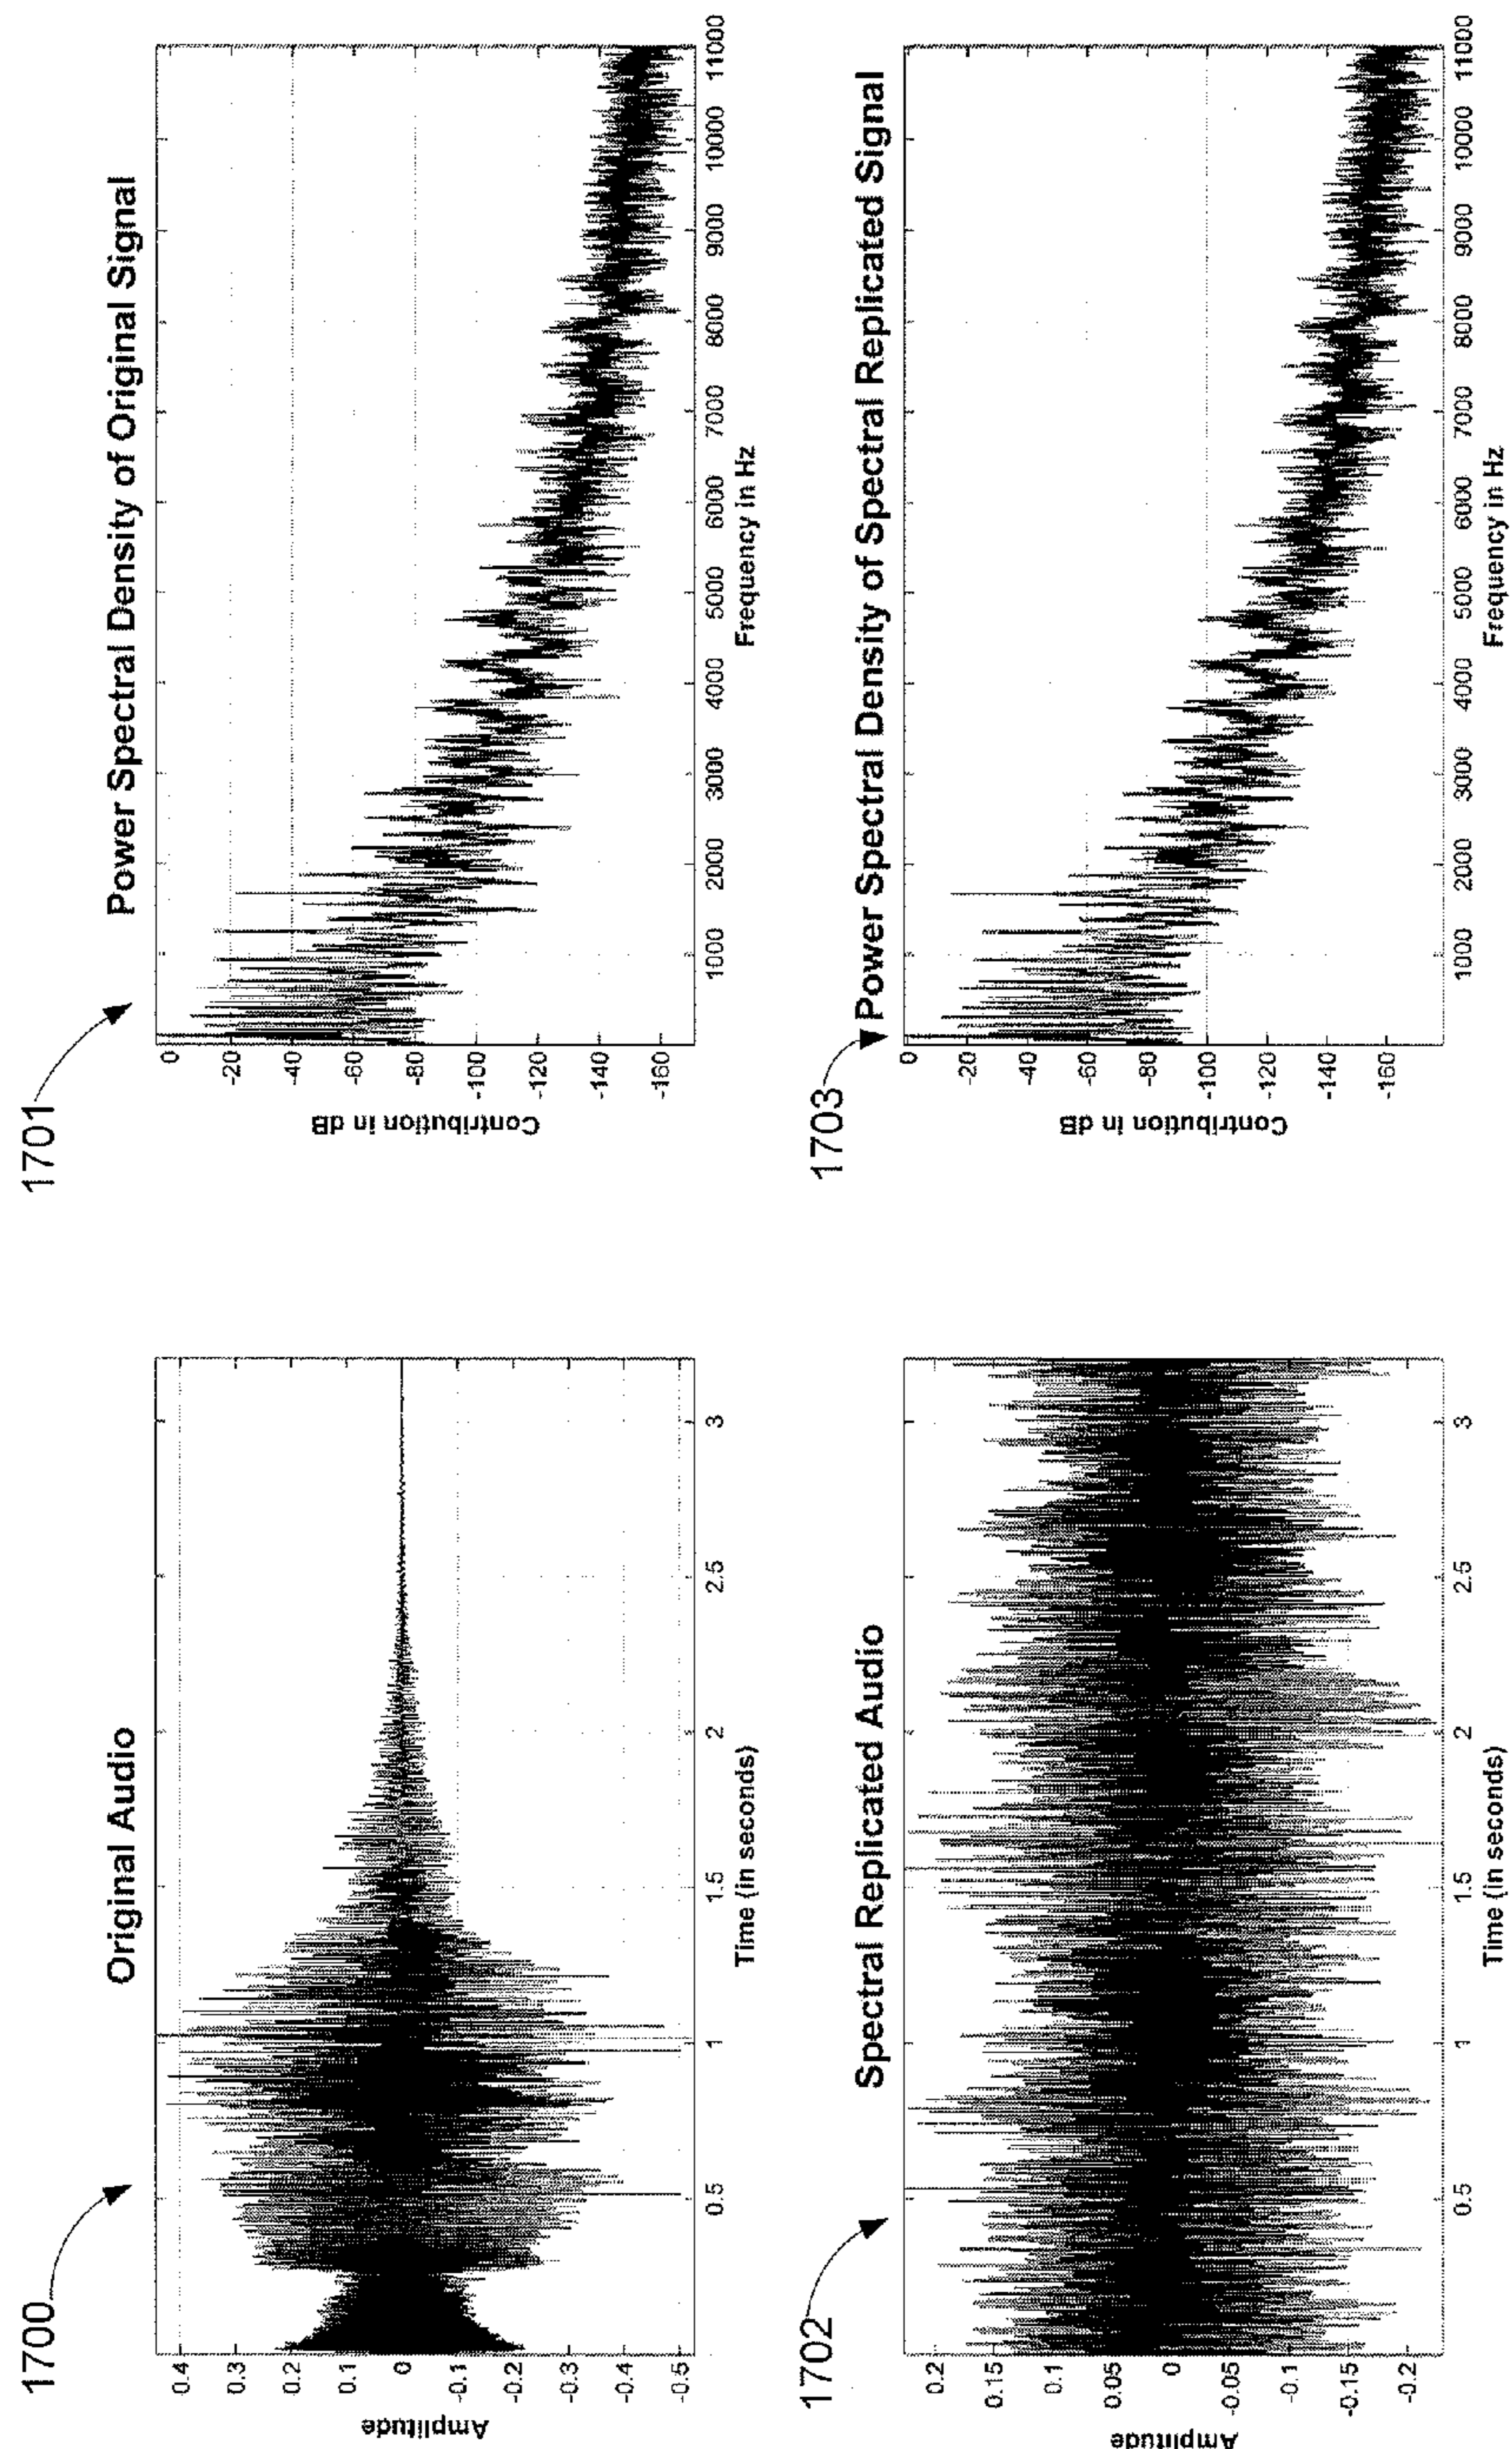 1700
Original Audio
0.4
0.3
0.1
0
-0.1
-0.2
-0.3
-0.4
-0.5
Amplitude
0.5 1 1.5 2 2.5 3
Time (in seconds)
1701
Power Spectral Density of Original Signal
0
-20
-40
-60
-80
-100
-120
-140
-160
Contribution in dB
1000 2000 3000 4000 5000 6000 7000 8000 9000 10000 11000
Frequency in Hz
1702
Spectral Replicated Audio
0.2
0.15
0.1
0.05
0
-0.05
-0.1
-0.15
-0.2
Amplitude
0.5 1 1.5 2 2.5 3
Time (in seconds)
1703
Power Spectral Density of Spectral Replicated Signal
0
-20
-40
-60
-80
-100
-120
-140
-160
Contribution in dB
1000 2000 3000 4000 5000 6000 7000 8000 9000 10000 11000
Frequency in Hz